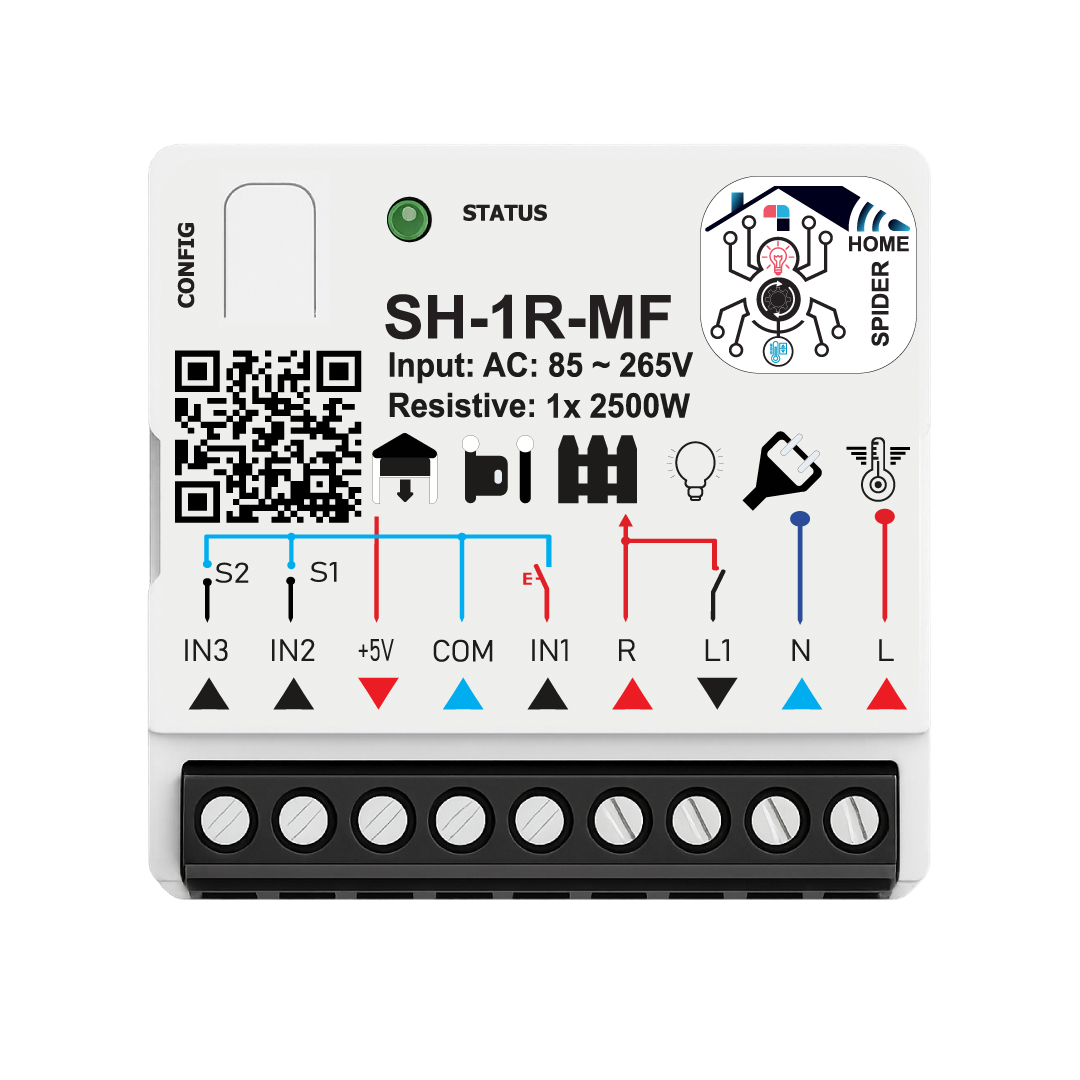 CONFIG
STATUS
HOME
SPIDER
SH-1R-MF
Input: AC: 85 ~ 265V
Resistive: 1x 2500W
S2 S1 E
IN3 IN2 +5V COM IN1 R L1 N L